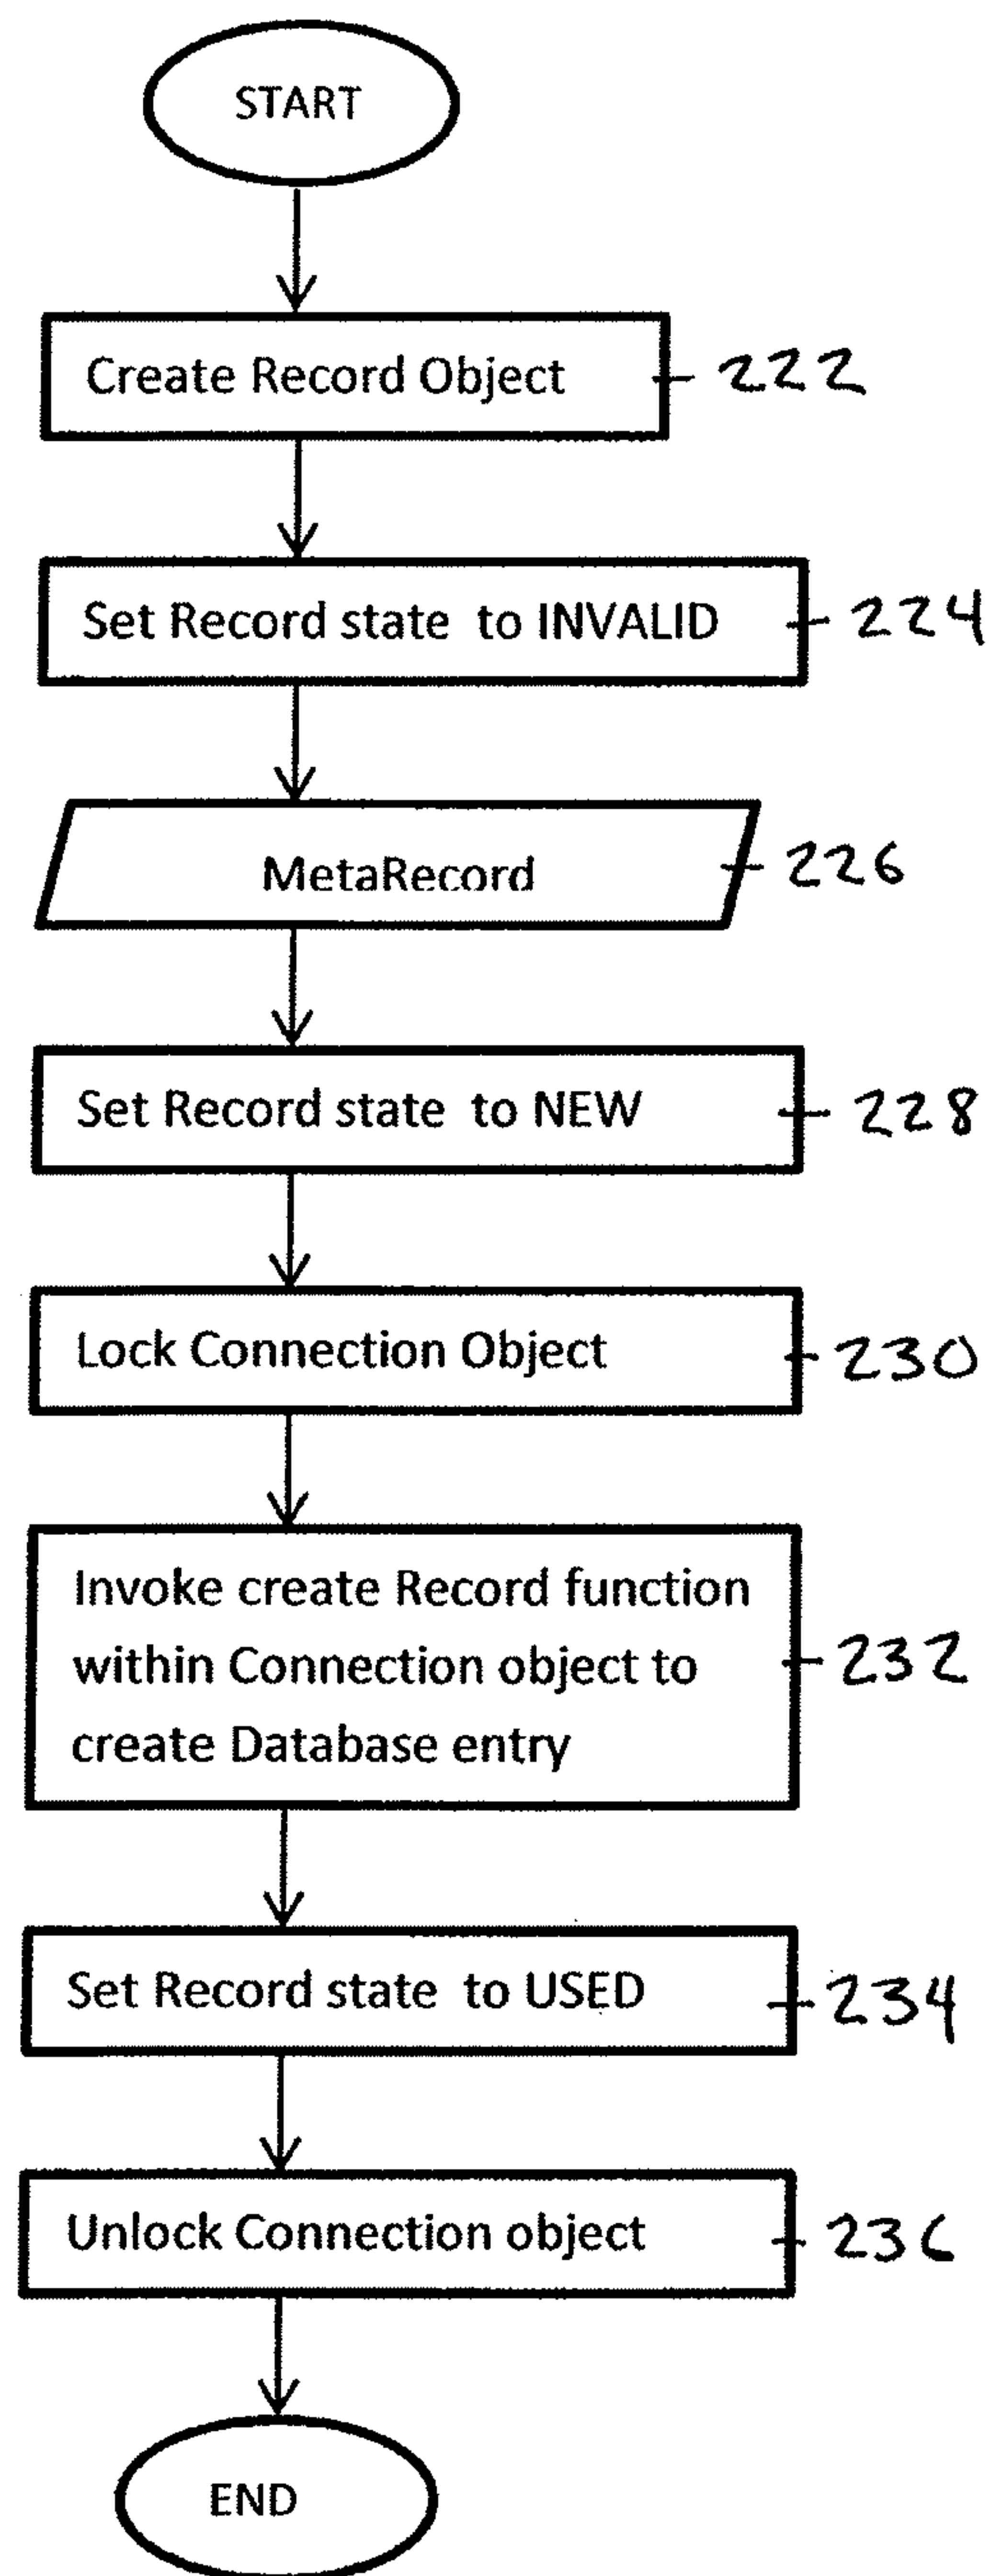 START
Create Record Object
222
Set Record state to INVALID
224
MetaRecord
226
Set Record state to NEW
228
Lock Connection Object
230
Invoke create Record function
within Connection object to
create Database entry
232
Set Record state to USED
234
Unlock Connection object
236
END